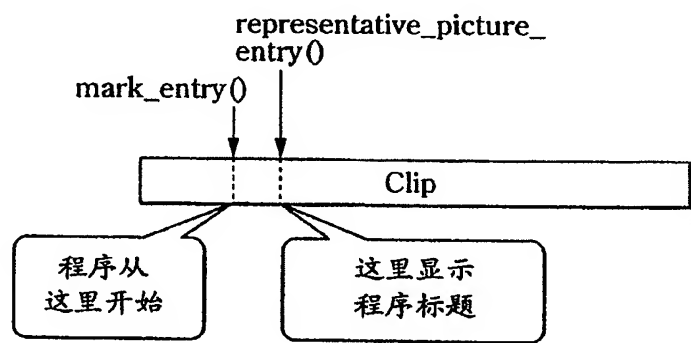 representative_picture_
entry()
mark_entry()
Clip
程序从
这里开始
这里显示
程序标题